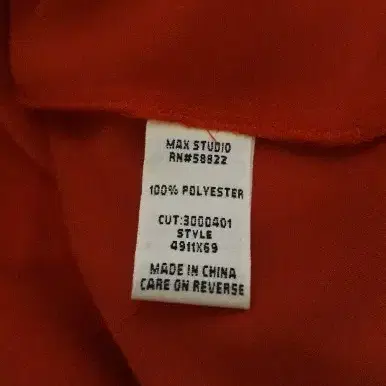 MAX STUDIO
RN#58822
100% POLYESTER
CUT:3000401
STYLE
4911X69
MADE IN CHINA
CARE ON REVERSE